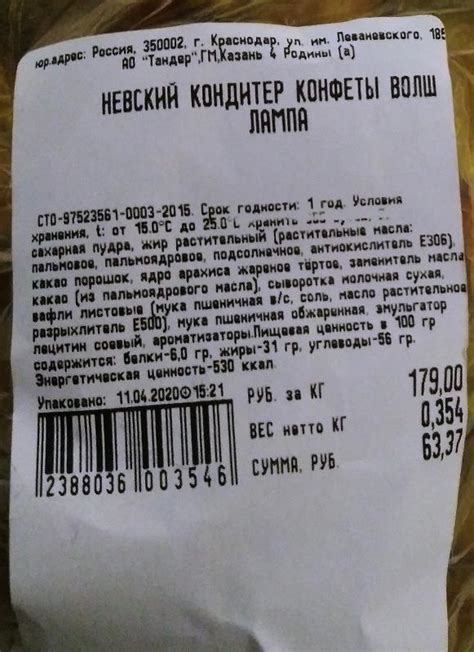 юр.адрес: Россия, 350002, г. Краснодар, ул. им. Леваневского, 185
АО "Тандер",ГМ,Казань 4 Родины (а)
НЕВСКИЙ КОНДИТЕР КОНФЕТЫ ВОЛШ
ЛАМПА
СТО-97523561-0003-2015. Срок годности: 1 год. Условия
хранения, t: от 15.0°С до 25.0°С хранить
сахарная пудра, жир растительный (растительные масла:
пальмовое, пальмоядровое, подсолнечное, антиокислитель Е306),
какао порошок, ядро арахиса жареное тёртое, заменитель масла
какао (из пальмоядрового масла), сыворотка молочная сухая,
вафли листовые (мука пшеничная в/с, соль, масло растительное
разрыхлитель Е500), мука пшеничная обжаренная, эмульгатор
лецитин соевый, ароматизаторы.Пищевая ценность в 100 гр
содержится: белки-6,0 гр, жиры-31 гр, углеводы-56 гр.
Энергетическая ценность-530 ккал.
Упаковано: 11.04.2020 15:21
РУБ. за КГ 179,00
ВЕС нетто КГ 0,354
СУММА, РУБ. 63,37
2388036 003546